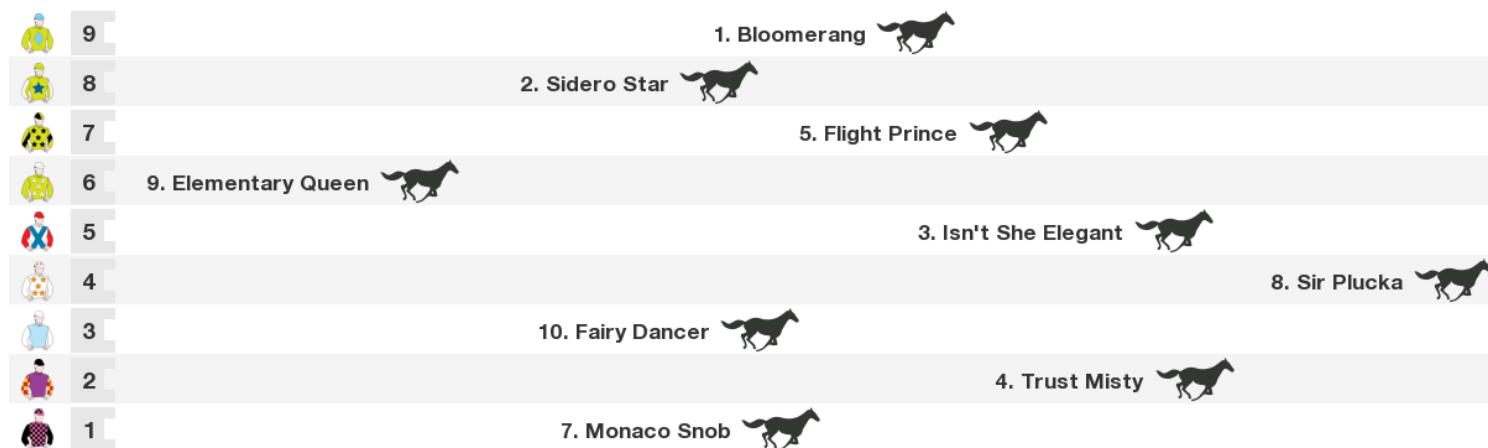 9 1. Bloomerang
8 2. Sidero Star
7 5. Flight Prince
6 9. Elementary Queen
5 3. Isn't She Elegant
4 8. Sir Plucka
3 10. Fairy Dancer
2 4. Trust Misty
1 7. Monaco Snob